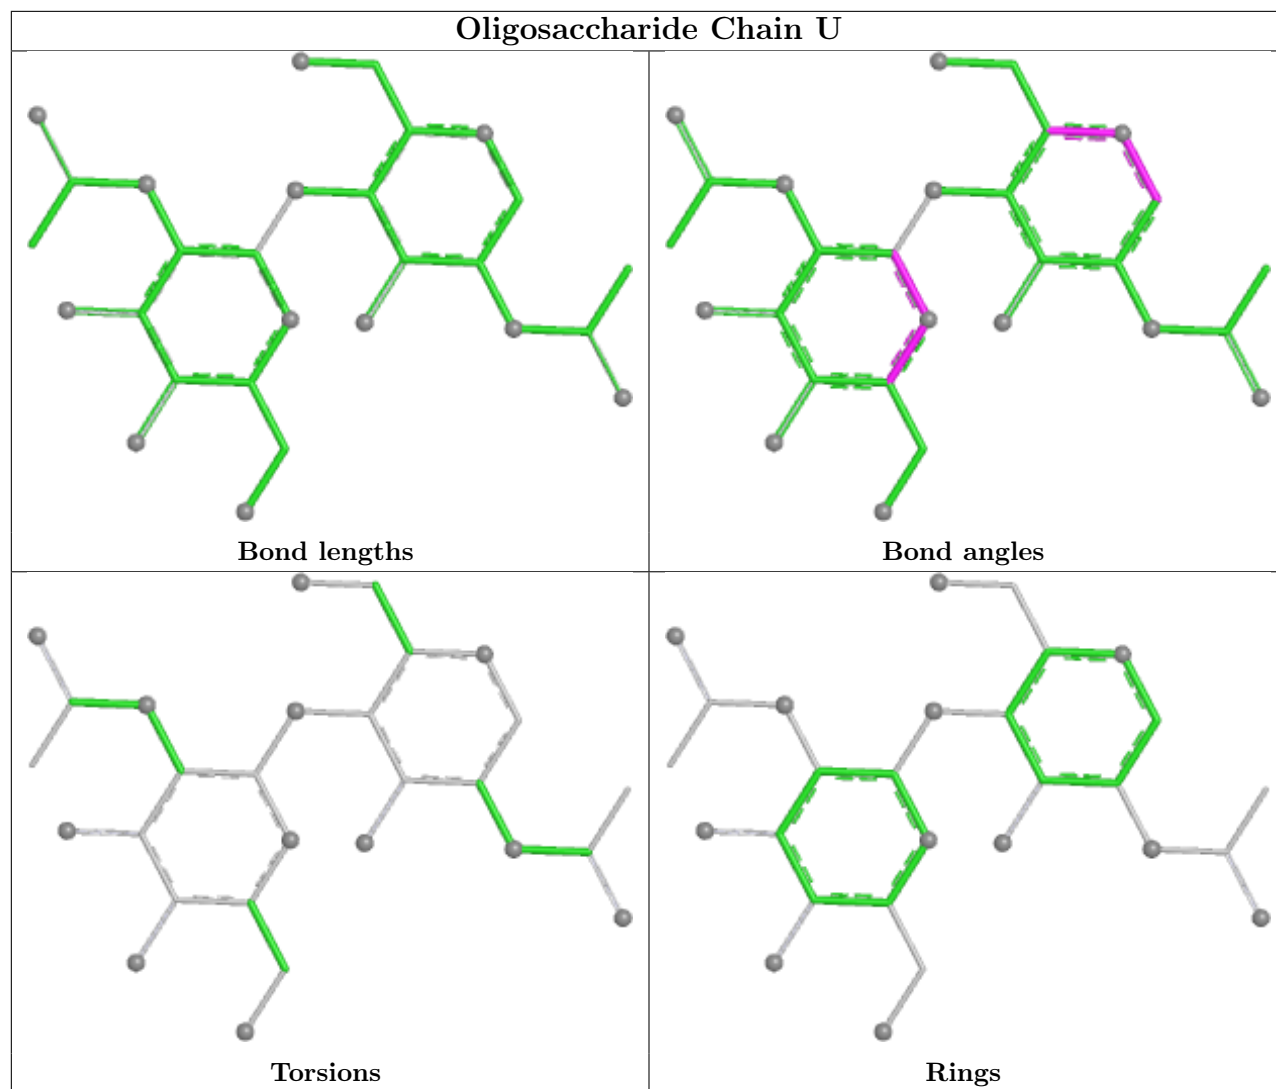 Oligosaccharide Chain U
Bond lengths
Bond angles
Torsions
Rings